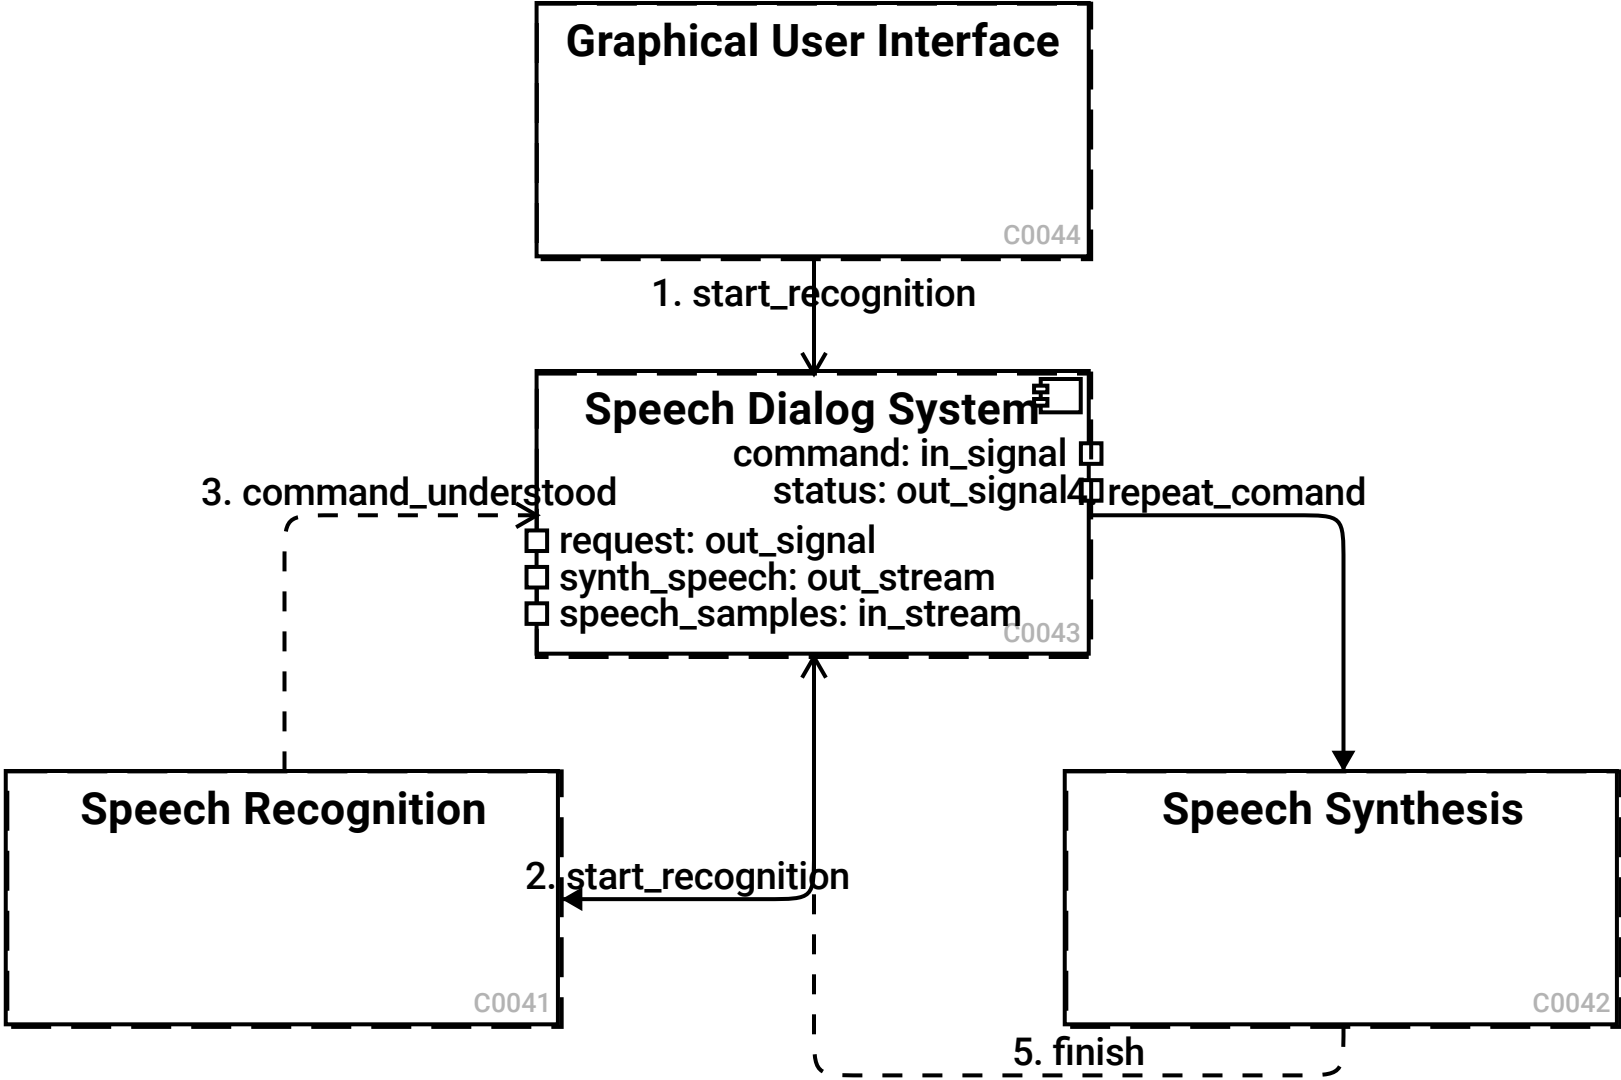 Graphical User Interface
C0044
1. start_recognition
Speech Dialog System
command: in_signal
status: out_signal
4. repeat_comand
3. command_understood
request: out_signal
synth_speech: out_stream
speech_samples: in_stream
C0043
Speech Recognition
Speech Synthesis
2. start_recognition
C0041
C0042
5. finish